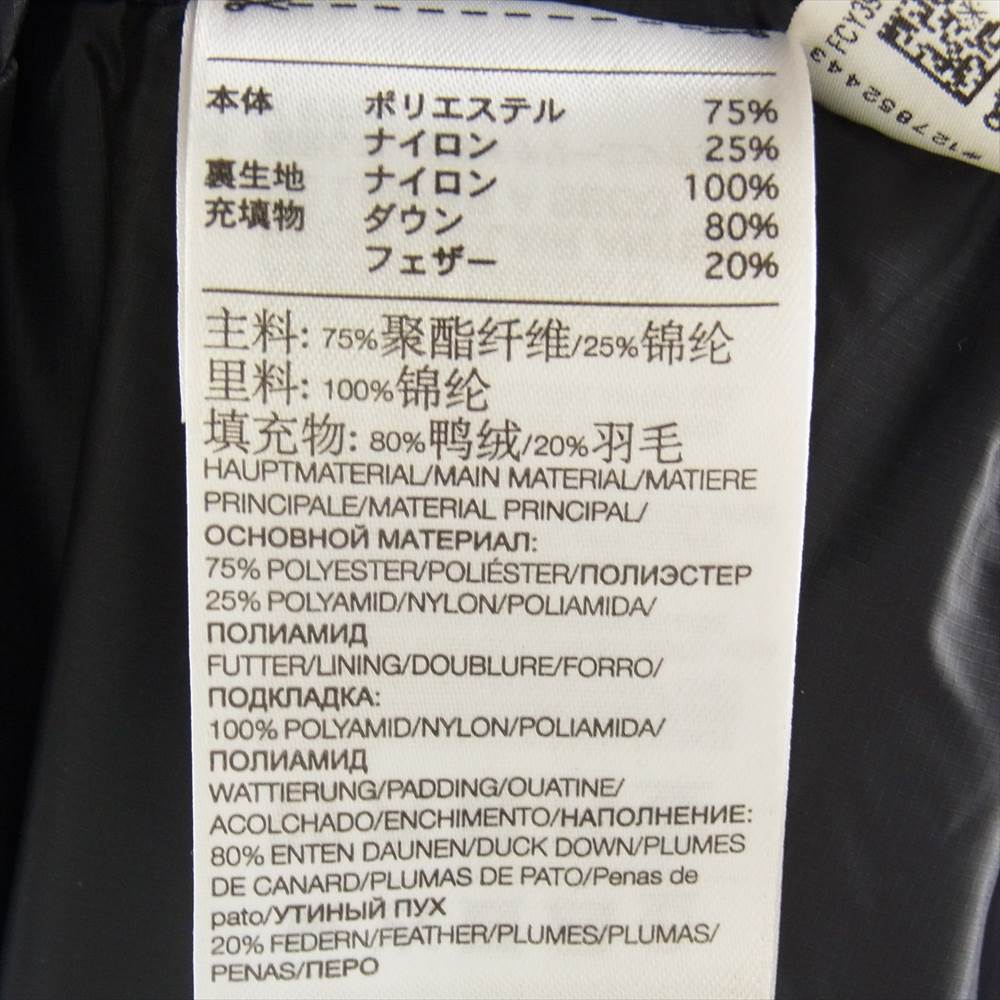 本体 ポリエステル 75%
ナイロン 25%
裏生地 ナイロン 100%
充填物 ダウン 80%
フェザー 20%
主料: 75%聚酯纤维/25%锦纶
里料: 100%锦纶
填充物: 80%鸭绒/20%羽毛
HAUPTMATERIAL/MAIN MATERIAL/MATIERE
PRINCIPALE/MATERIAL PRINCIPAL/
ОСНОВНОЙ МАТЕРИАЛ:
75% POLYESTER/POLIÉSTER/ПОЛИЭСТЕР
25% POLYAMID/NYLON/POLIAMIDA/
ПОЛИАМИД
FUTTER/LINING/DOUBLURE/FORRO/
ПОДКЛАДКА:
100% POLYAMID/NYLON/POLIAMIDA/
ПОЛИАМИД
WATTIERUNG/PADDING/OUATINE/
ACOLCHADO/ENCHIMENTO/НАПОЛНЕНИЕ:
80% ENTEN DAUNEN/DUCK DOWN/PLUMES
DE CANARD/PLUMAS DE PATO/Penas de
pato/УТИНЫЙ ПУХ
20% FEDERN/FEATHER/PLUMES/PLUMAS/
PENAS/ПЕРО
#127852443